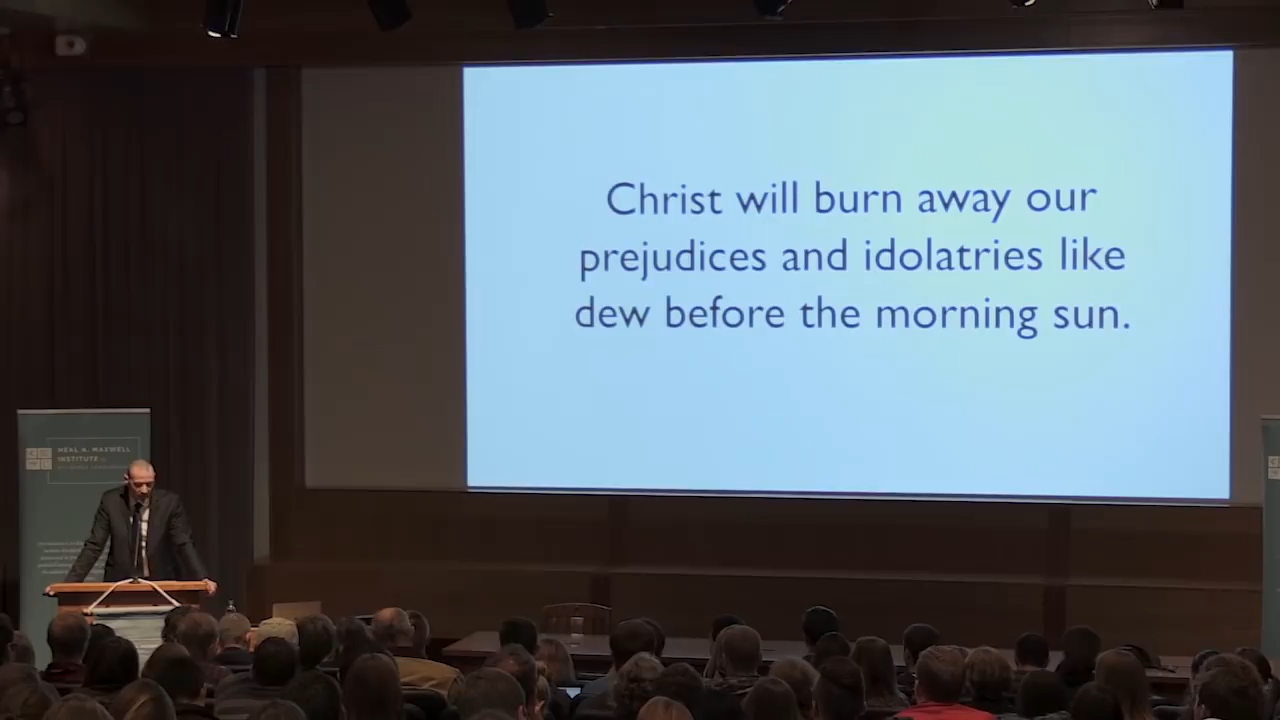 Christ will burn away our
prejudices and idolatries like
dew before the morning sun.
NEAL A. MAXWELL
INSTITUTE